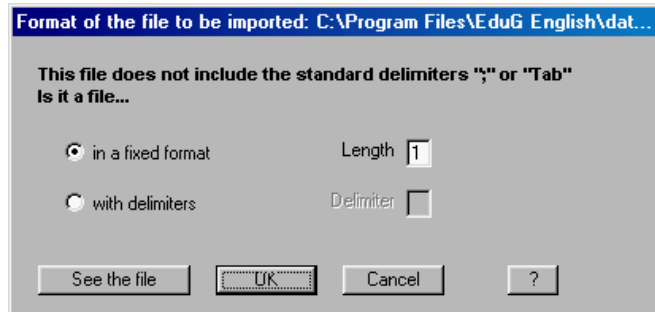 Format of the file to be imported: C:\Program Files\EduG English\dat...
This file does not include the standard delimiters ";" or "Tab"
Is it a file...
in a fixed format Length 1
with delimiters Delimiter
See the file OK Cancel ?